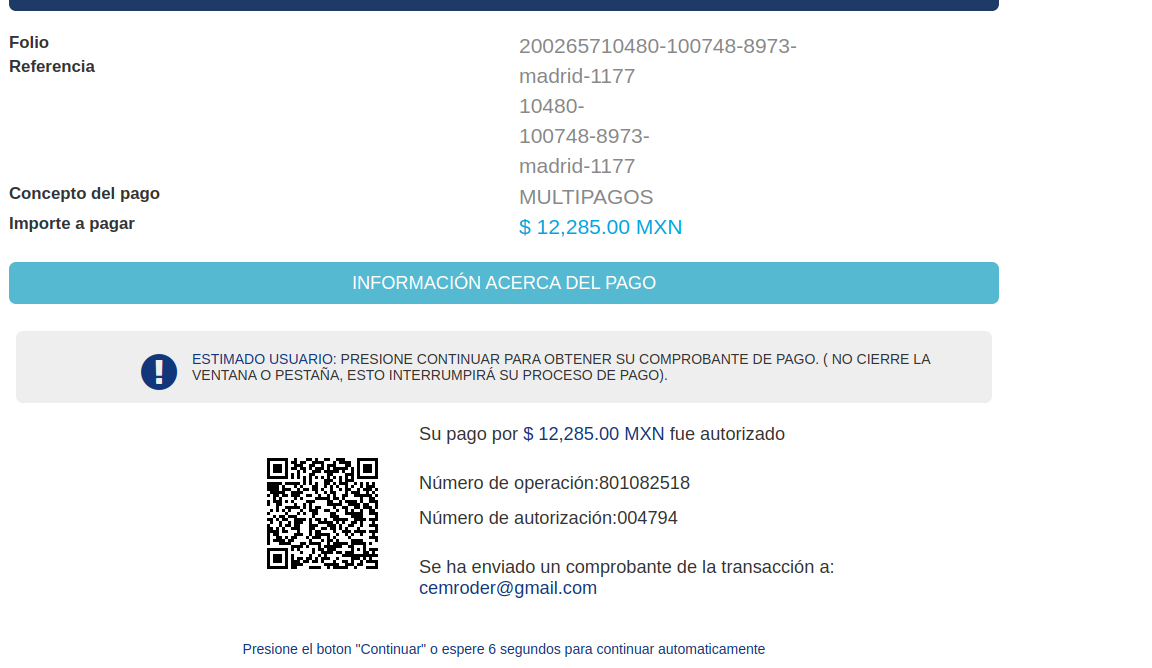 Folio
200265710480-100748-8973-
madrid-1177
Referencia
10480-
100748-8973-
madrid-1177
Concepto del pago
MULTIPAGOS
Importe a pagar
$ 12,285.00 MXN
INFORMACIÓN ACERCA DEL PAGO
ESTIMADO USUARIO: PRESIONE CONTINUAR PARA OBTENER SU COMPROBANTE DE PAGO. ( NO CIERRE LA
VENTANA O PESTAÑA, ESTO INTERRUMPIRÁ SU PROCESO DE PAGO).
Su pago por $ 12,285.00 MXN fue autorizado
Número de operación:801082518
Número de autorización:004794
Se ha enviado un comprobante de la transacción a:
cemroder@gmail.com
Presione el boton "Continuar" o espere 6 segundos para continuar automaticamente